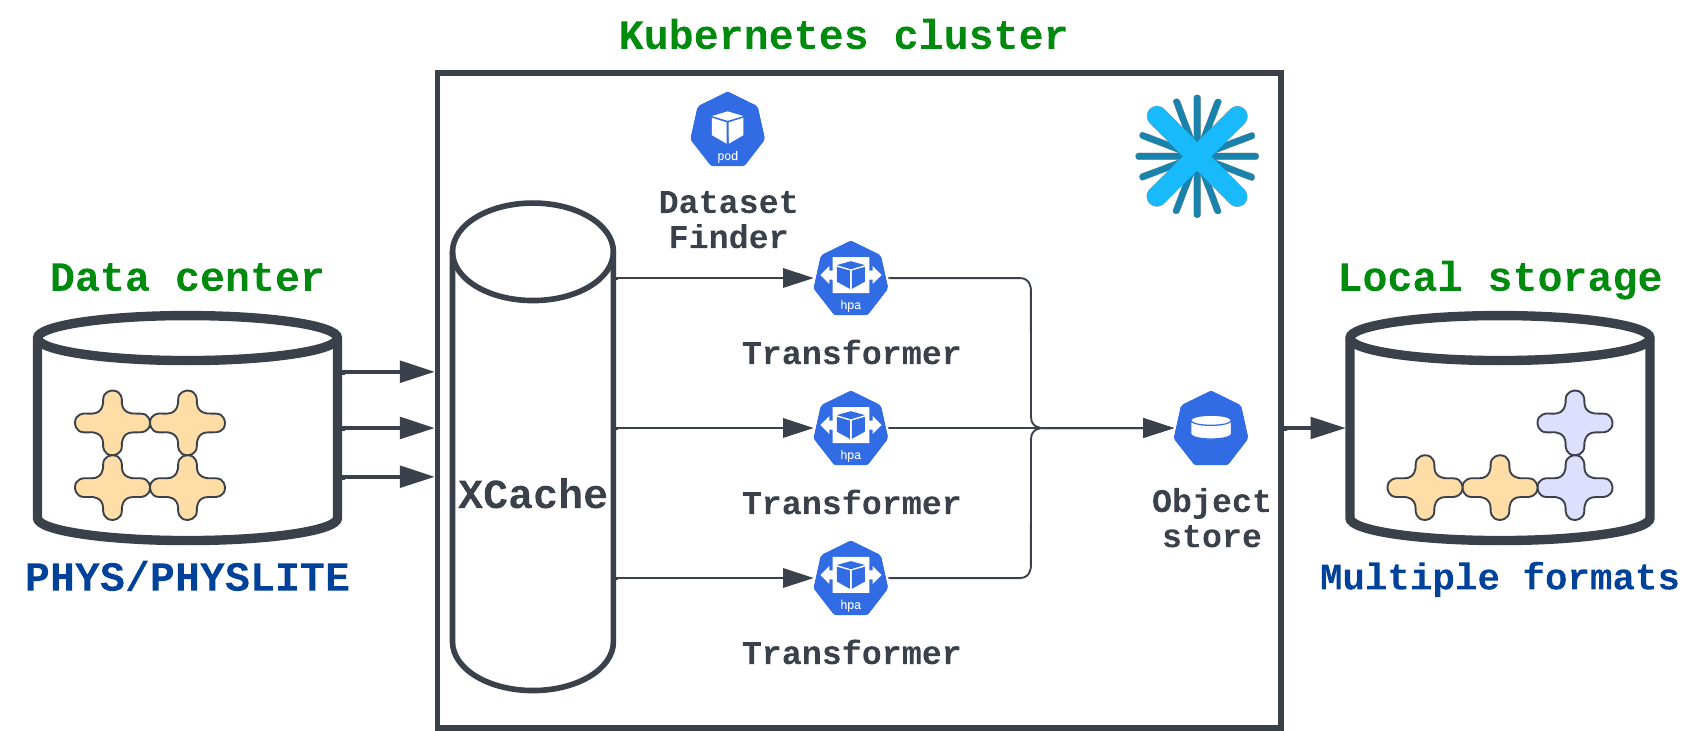 Kubernetes cluster
pod
Dataset
Finder
Data center
hpa
Local storage
Transformer
hpa
XCache
Transformer
Object
store
PHYS/PHYSLITE
Multiple formats
hpa
Transformer